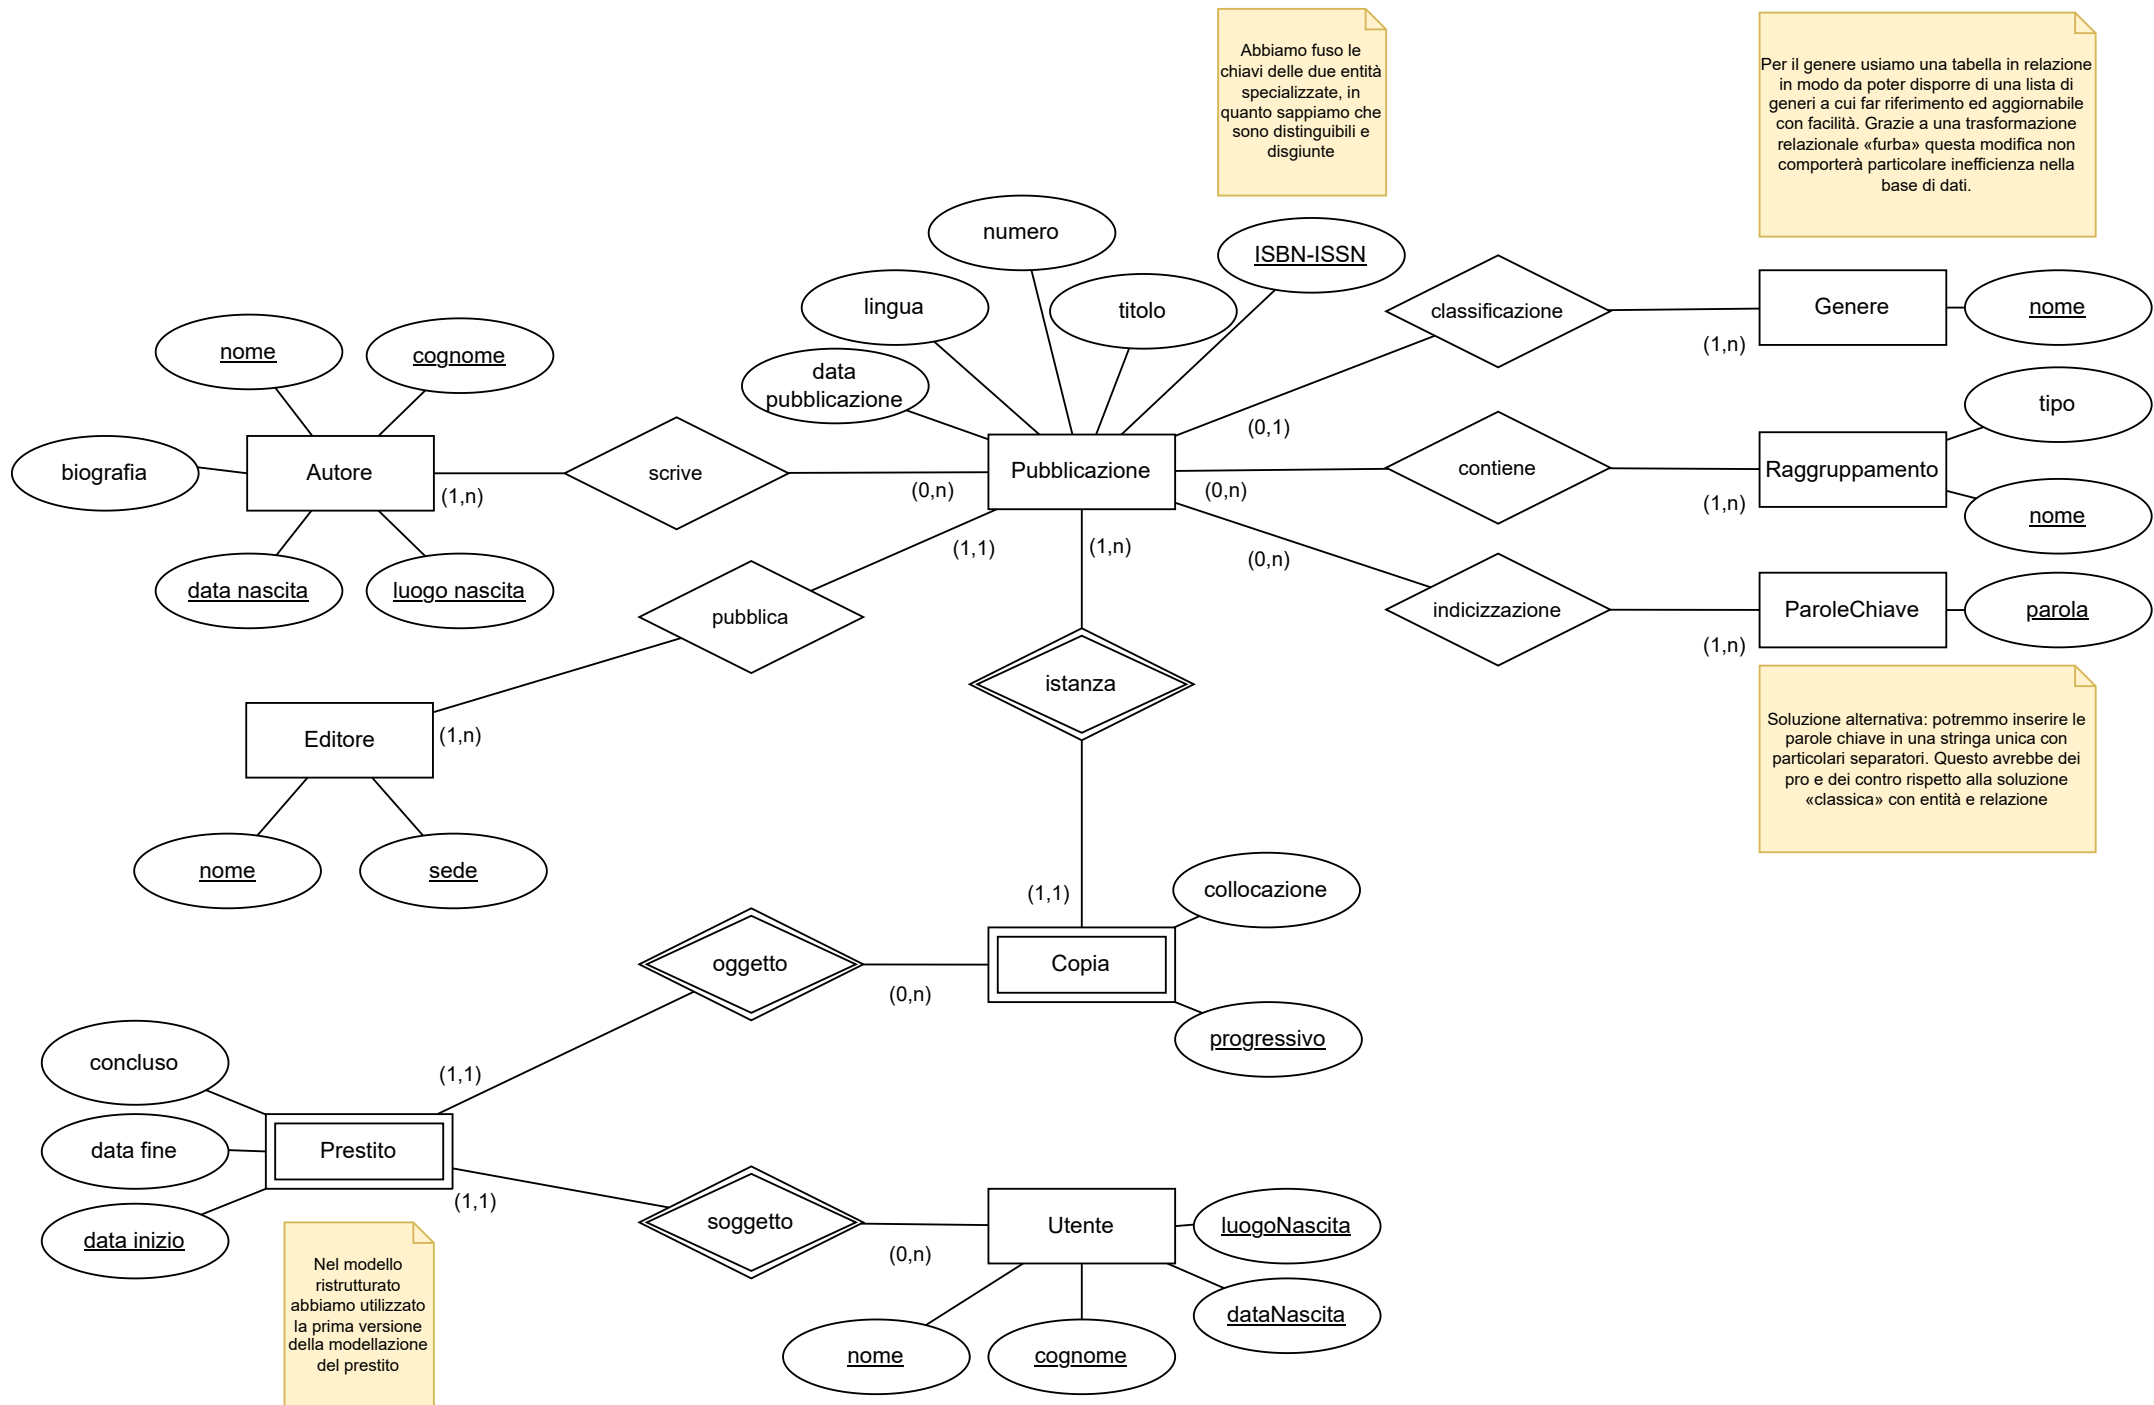 Abbiamo fuso le
chiavi delle due entità
specializzate, in
quanto sappiamo che
sono distinguibili e
disgiunte
Per il genere usiamo una tabella in relazione
in modo da poter disporre di una lista di
generi a cui far riferimento ed aggiornabile
con facilità. Grazie a una trasformazione
relazionale «furba» questa modifica non
comporterà particolare inefficienza nella
base di dati.
numero
ISBN-ISSN
lingua
titolo
classificazione
Genere
nome
(1,n)
nome
cognome
data
pubblicazione
(0,1)
tipo
biografia
Autore
(1,n)
scrive
(0,n)
Pubblicazione
(0,n)
contiene
(1,n)
Raggruppamento
nome
(1,1)
(1,n)
(0,n)
data nascita
luogo nascita
pubblica
indicizzazione
ParoleChiave
parola
(1,n)
istanza
Editore
(1,n)
Soluzione alternativa: potremmo inserire le
parole chiave in una stringa unica con
particolari separatori. Questo avrebbe dei
pro e dei contro rispetto alla soluzione
«classica» con entità e relazione
nome
sede
(1,1)
collocazione
oggetto
(0,n)
Copia
progressivo
concluso
(1,1)
data fine
Prestito
(1,1)
data inizio
soggetto
(0,n)
Utente
luogoNascita
dataNascita
nome
cognome
Nel modello
ristrutturato
abbiamo utilizzato
la prima versione
della modellazione
del prestito